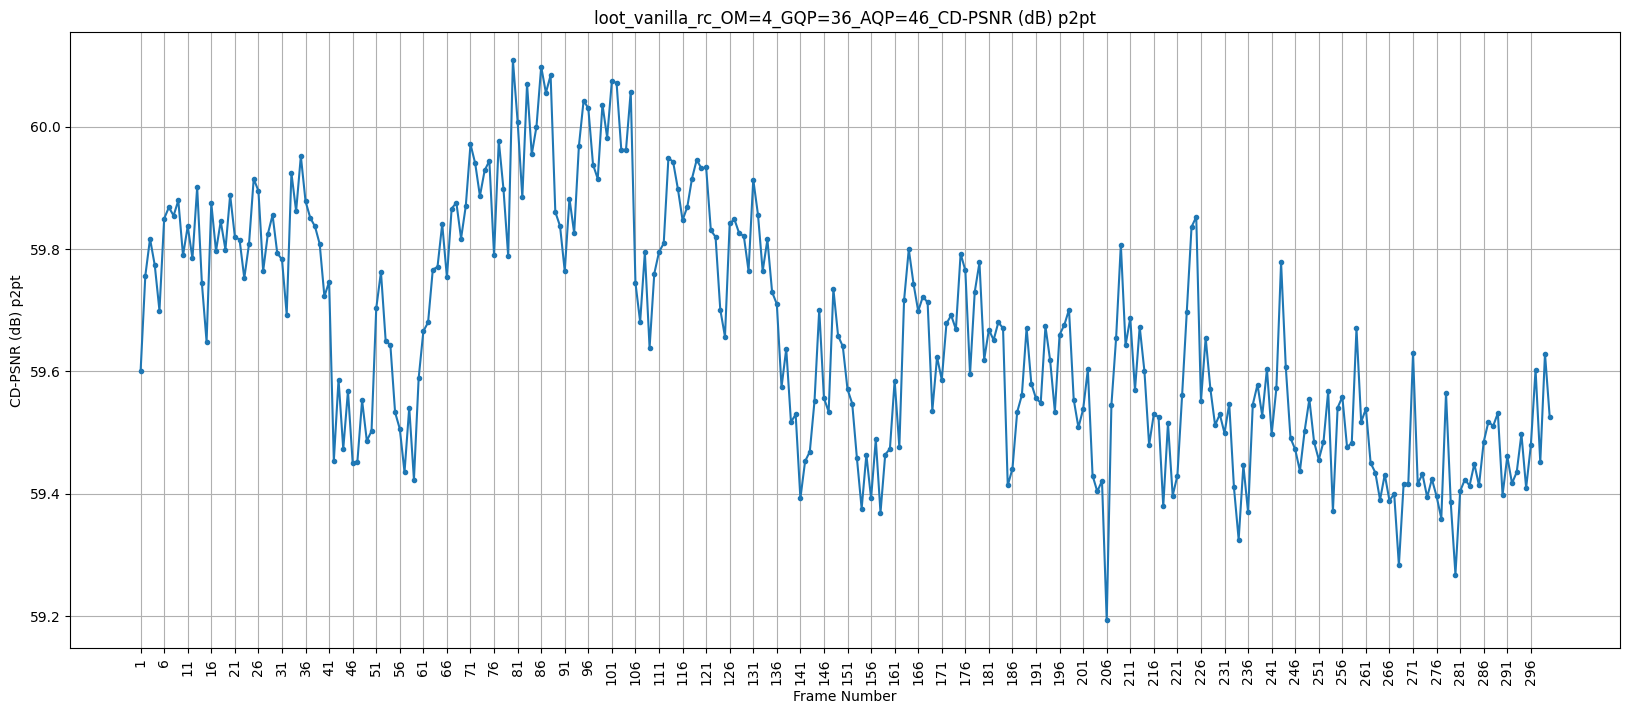 loot_vanilla_rc_OM=4_GQP=36_AQP=46_CD-PSNR (dB) p2pt
CD-PSNR (dB) p2pt
60.0
59.8
59.6
59.4
59.2
1 6 11 16 21 26 31 36 41 46 51 56 61 66 71 76 81 86 91 96 101 106 111 116 121 126 131 136 141 146 151 156 161 166 171 176 181 186 191 196 201 206 211 216 221 226 231 236 241 246 251 256 261 266 271 276 281 286 291 296
Frame Number